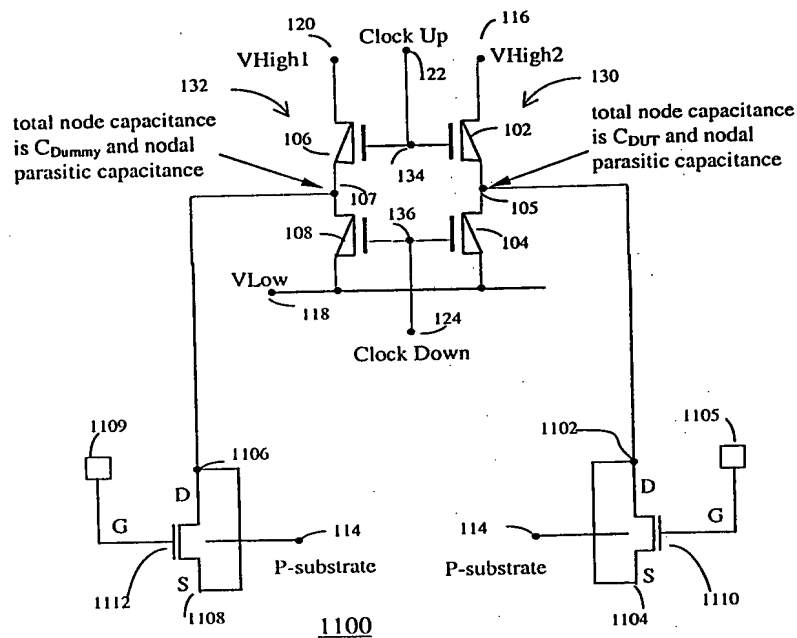 120
Clock Up
116
VHigh1
122
VHigh2
132
130
total node capacitance
is CDummy and nodal
parasitic capacitance
total node capacitance
is CDUT and nodal
parasitic capacitance
106
102
134
107
105
136
108
104
VLow
118
124
Clock Down
1109
1105
1106
1102
D
D
G
G
114
114
P-substrate
P-substrate
S
S
1112
1108
1104
1110
1100